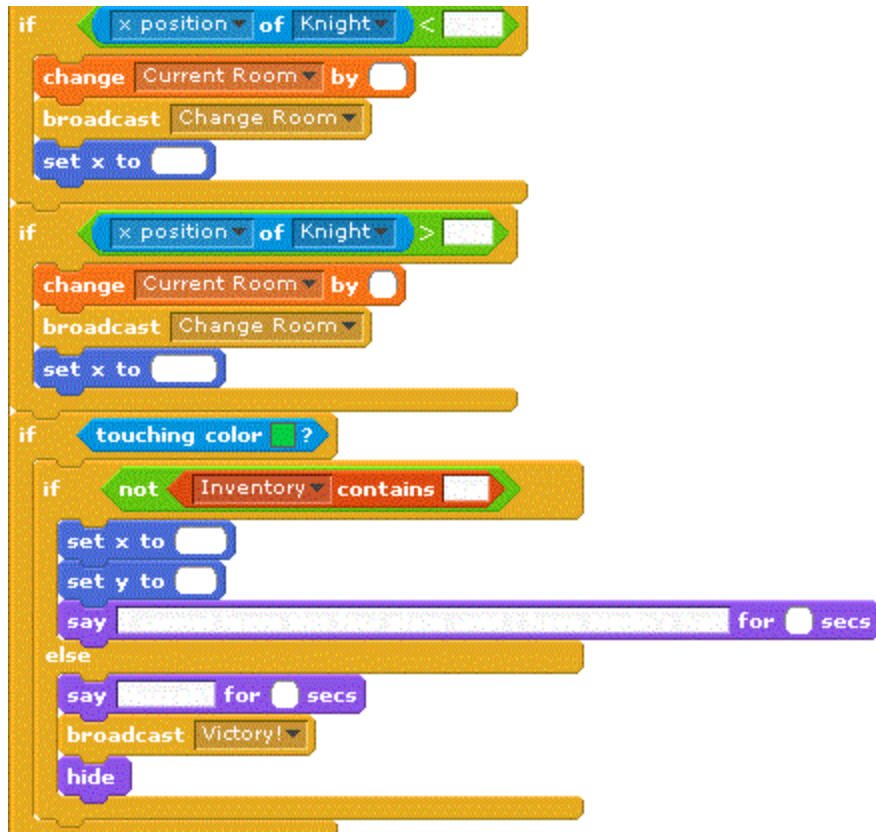 if x position of Knight <
change Current Room by
broadcast Change Room
set x to
if x position of Knight >
change Current Room by
broadcast Change Room
set x to
if touching color ?
if not Inventory contains
set x to
set y to
say for secs
else
say for secs
broadcast Victory!
hide